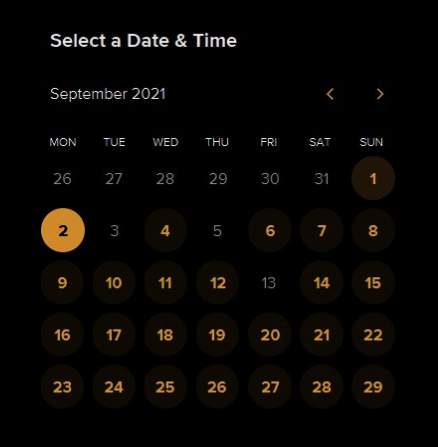 Select a Date & Time
September 2021
MON TUE WED THU FRI SAT SUN
26 27 28 29 30 31 1
2 3 4 5 6 7 8
9 10 11 12 13 14 15
16 17 18 19 20 21 22
23 24 25 26 27 28 29